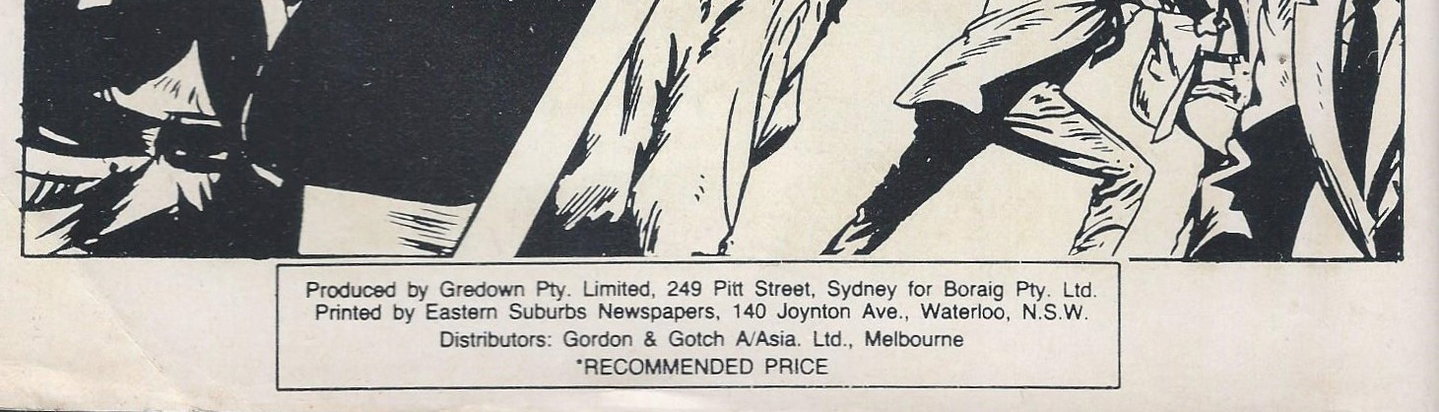 Produced by Gredown Pty. Limited, 249 Pitt Street, Sydney for Boraig Pty. Ltd.
Printed by Eastern Suburbs Newspapers, 140 Joynton Ave., Waterloo, N.S.W.
Distributors: Gordon & Gotch A/Asia. Ltd., Melbourne
*RECOMMENDED PRICE